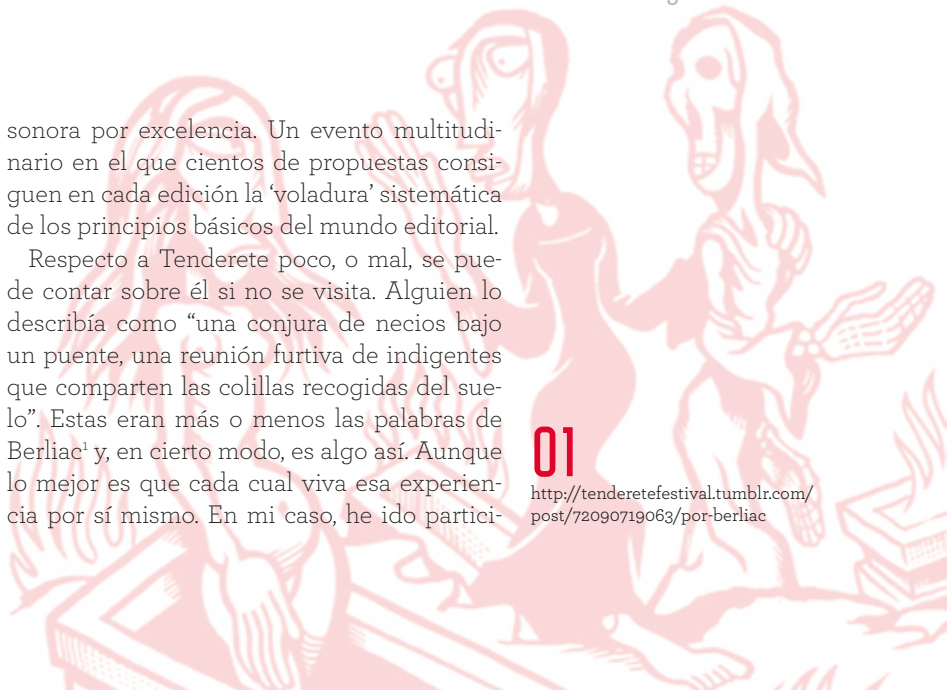 sonora por excelencia. Un evento multitudi-
nario en el que cientos de propuestas consi-
guen en cada edición la ‘voladura’ sistemática
de los principios básicos del mundo editorial.
Respecto a Tenderete poco, o mal, se pue-
de contar sobre él si no se visita. Alguien lo
describía como “una conjura de necios bajo
un puente, una reunión furtiva de indigentes
que comparten las colillas recogidas del sue-
lo”. Estas eran más o menos las palabras de
Berliac¹ y, en cierto modo, es algo así. Aunque
lo mejor es que cada cual viva esa experien-
cia por sí mismo. En mi caso, he ido partici-
01
http://tenderetefestival.tumblr.com/
post/72090719063/por-berliac